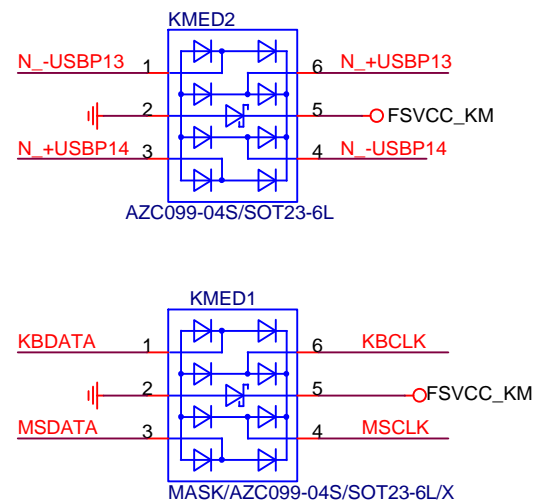 KMED2
N_-USBP13 1 6 N_+USBP13
2 5 FSVCC_KM
N_+USBP14 3 4 N_-USBP14
AZC099-04S/SOT23-6L
KMED1
KBDATA 1 6 KBCLK
2 5 FSVCC_KM
MSDATA 3 4 MSCLK
MASK/AZC099-04S/SOT23-6L/X